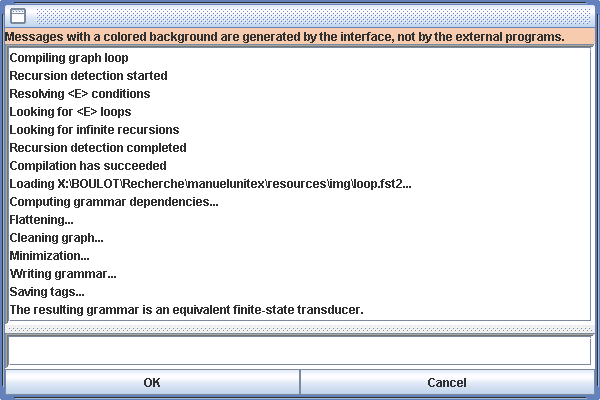 Messages with a colored background are generated by the interface, not by the external programs.
Compiling graph loop
Recursion detection started
Resolving <E> conditions
Looking for <E> loops
Looking for infinite recursions
Recursion detection completed
Compilation has succeeded
Loading X:\BOULOT\Recherche\manuelunitex\resources\img\loop.fst2...
Computing grammar dependencies...
Flattening...
Cleaning graph...
Minimization...
Writing grammar...
Saving tags...
The resulting grammar is an equivalent finite-state transducer.
OK Cancel